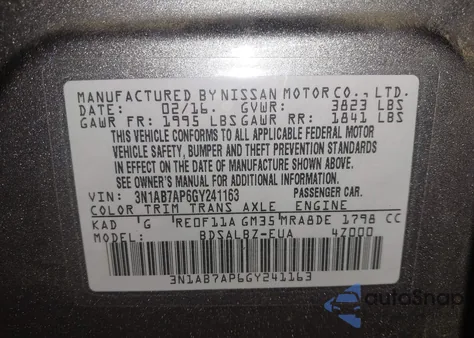 MANUFACTURED BY NISSAN MOTOR CO., LTD.
DATE: 02/16. GVWR: 3823 LBS
GAWR FR: 1995 LBS GAWR RR: 1841 LBS
THIS VEHICLE CONFORMS TO ALL APPLICABLE FEDERAL MOTOR
VEHICLE SAFETY, BUMPER AND THEFT PREVENTION STANDARDS
IN EFFECT ON THE DATE OF MANUFACTURE SHOWN ABOVE.
SEE OWNER'S MANUAL FOR ADDITIONAL INFORMATION.
VIN: 3N1AB7AP6GY241163 PASSENGER CAR.
COLOR TRIM TRANS AXLE ENGINE
KAD G RE0F11A GM35 MRA8DE 1798 CC
BDSALBZ-EUA 4Z000
3N1AB7AP6GY241163
autoSnap